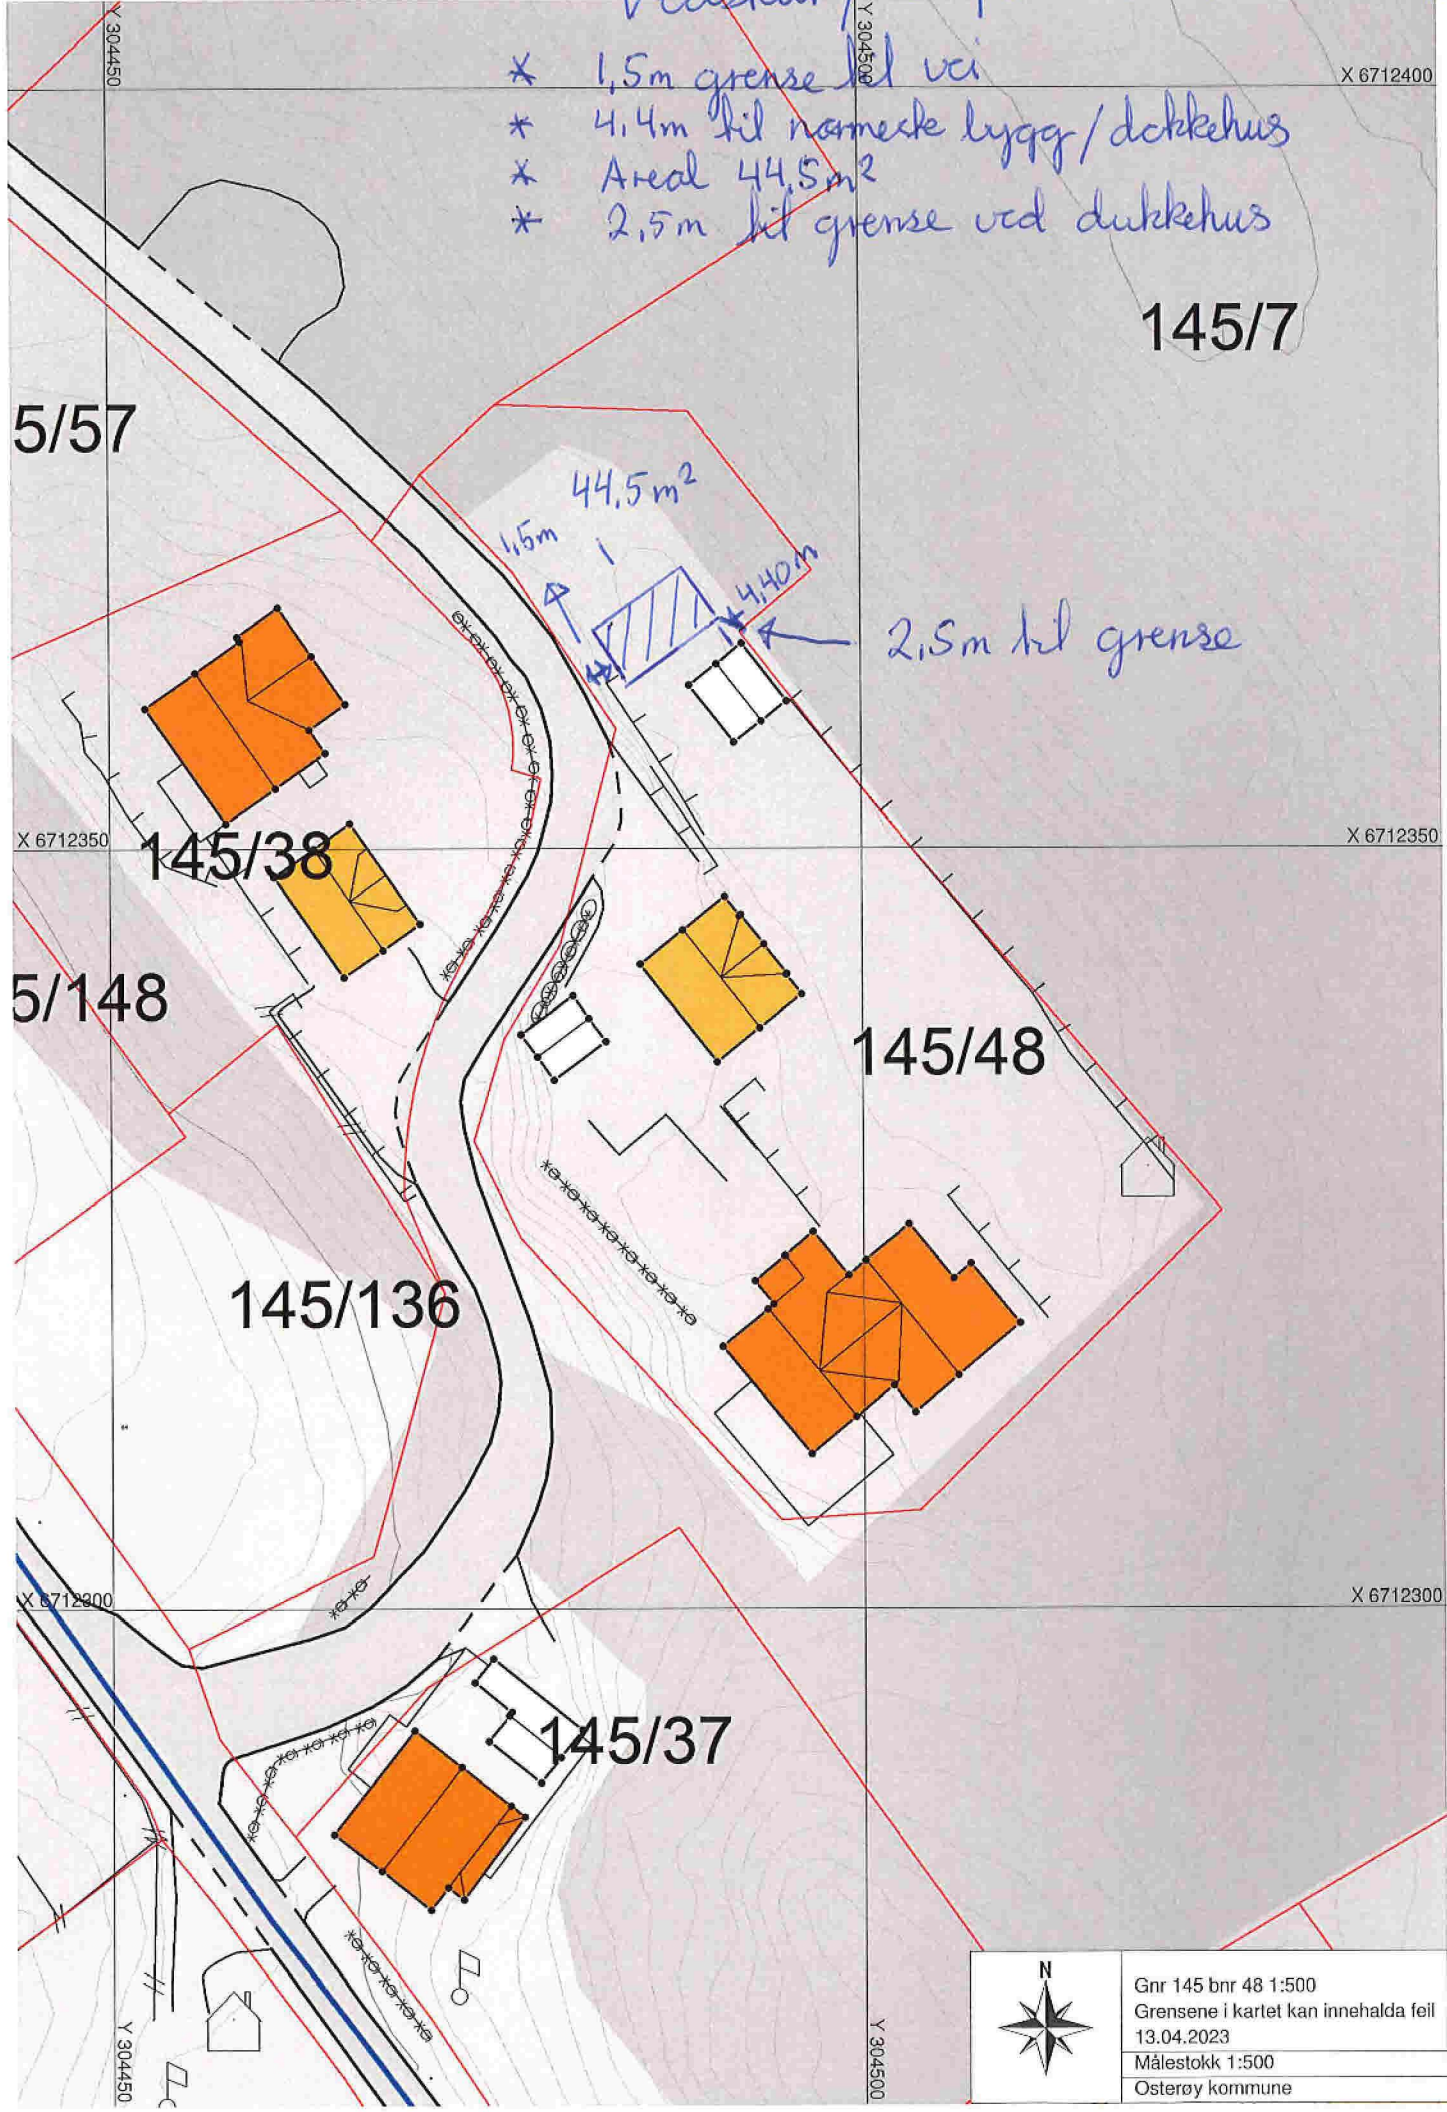 Y 304450
Y 304500
* 1,5m grense til vei
X 6712400
* 4,4m til nærmeste bygg/dokkehus
* Areal 44,5m²
* 2,5m til grense ved dukkehus
145/7
5/57
44,5m²
1,5m
4,40m
2,5m til grense
X 6712350
145/38
X 6712350
5/148
145/48
145/136
X 6712300
X 6712300
145/37
N
Gnr 145 bnr 48 1:500
Grensene i kartet kan innehalda feil
13.04.2023
Målestokk 1:500
Osterøy kommune
Y 304450
Y 304500